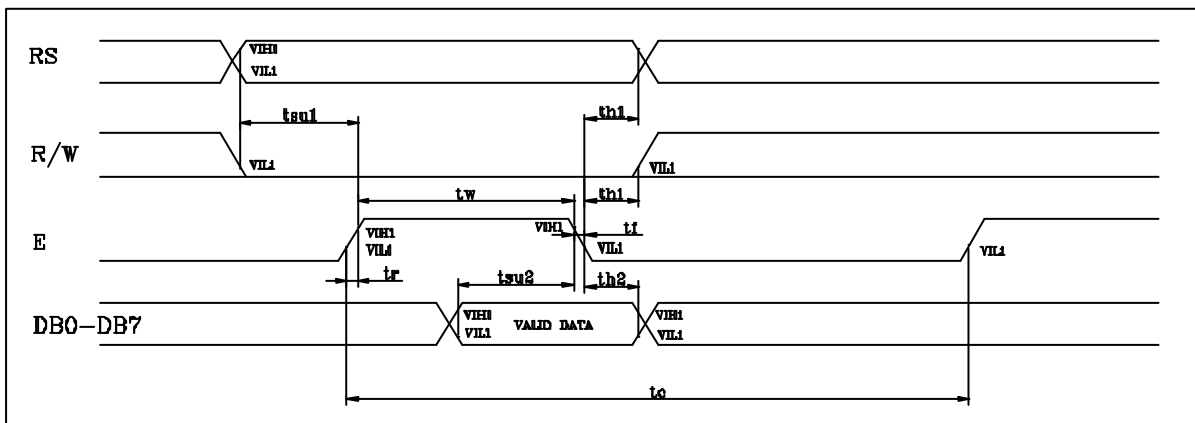 RS
VIH1
VIL1
tsu1
th1
R/W
VIL1
VIL1
tw
th1
E
VIH1
VIL1
VIH1
tf
VIL1
VIL1
tr
tsu2
th2
DB0-DB7
VIH1
VIL1
VALID DATA
VIH1
VIL1
tc